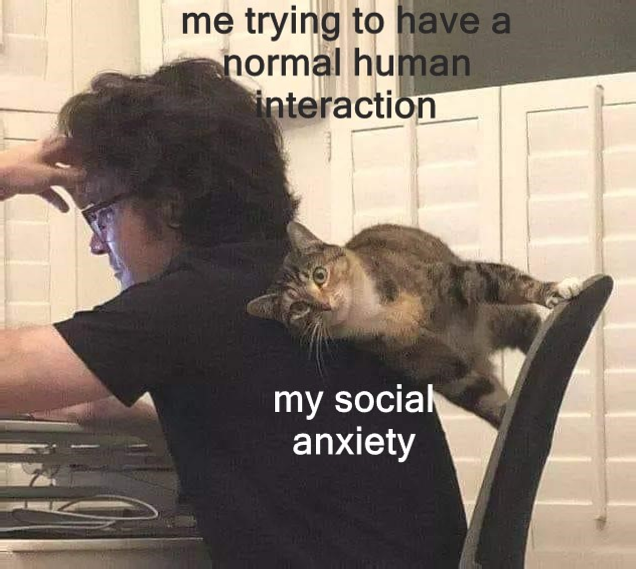 me trying to have a
normal human
interaction
my social
anxiety